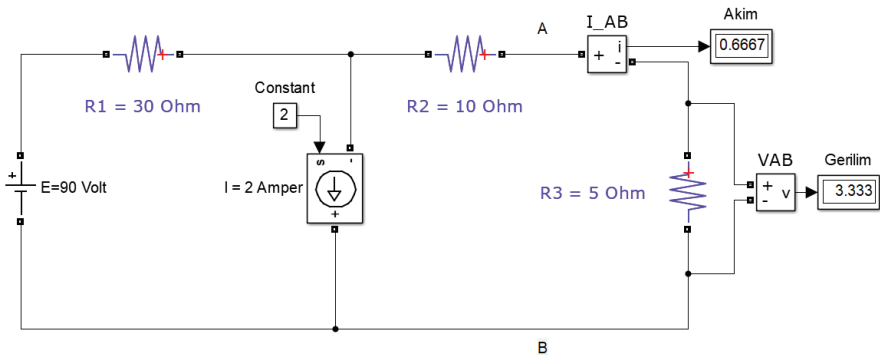 A
I_AB
Akim
+
i
-
0.6667
R1 = 30 Ohm
R2 = 10 Ohm
Constant
2
s
-
+
I = 2 Amper
+
E=90 Volt
R3 = 5 Ohm
VAB
+
-
v
Gerilim
3.333
B